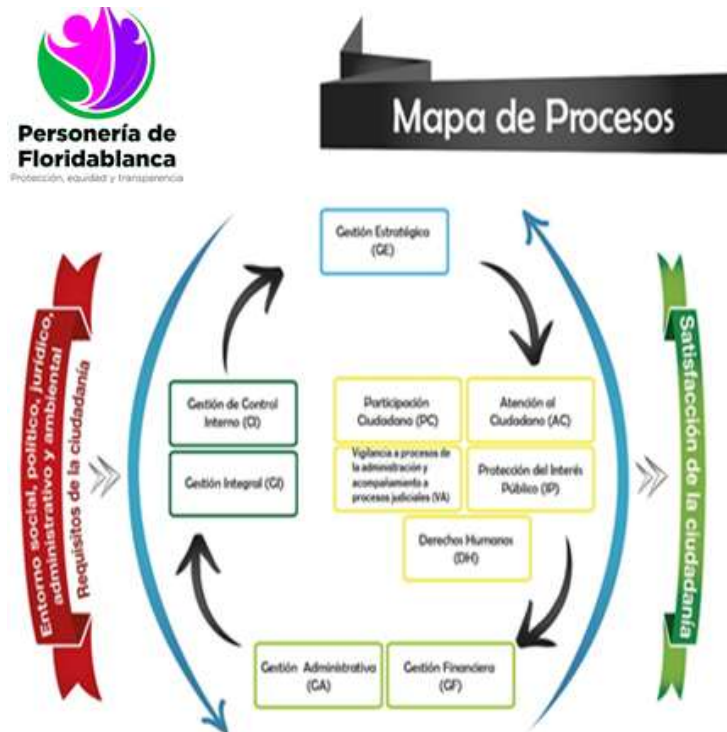 Personería de
Floridablanca
Protección, equidad y transparencia
Mapa de Procesos
Entorno social, político, jurídico,
administrativo y ambiental
Requisitos de la ciudadanía
Gestión Estratégica
(GE)
Gestión de Control
Interno (CI)
Gestión Integral (GI)
Participación
Ciudadano (PC)
Atención al
Ciudadano (AC)
Vigilancia a procesos de
la administración y
acompañamiento a
procesos judiciales (VA)
Protección del Interés
Público (IP)
Derechos Humanos
(DH)
Gestión Administrativa
(GA)
Gestión Financiera
(GF)
Satisfacción de la ciudadanía